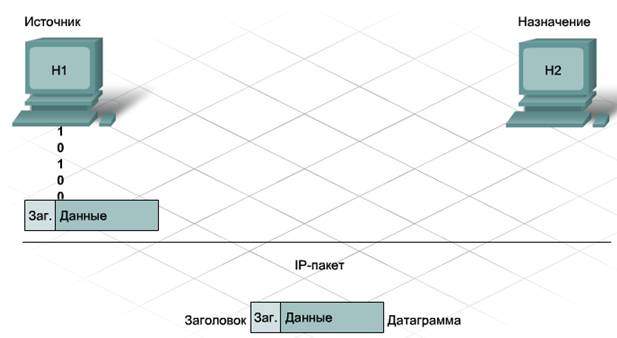 Источник
Назначение
H1
H2
1
0
1
0
0
Заг. Данные
IP-пакет
Заголовок Заг. Данные Датаграмма